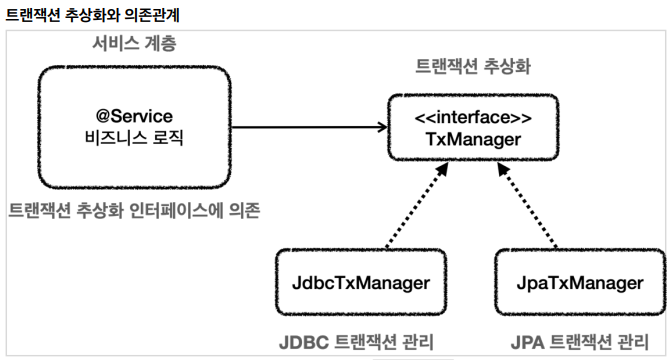 트랜잭션 추상화와 의존관계
서비스 계층
트랜잭션 추상화
@Service
비즈니스 로직
<<interface>>
TxManager
트랜잭션 추상화 인터페이스에 의존
JdbcTxManager
JpaTxManager
JDBC 트랜잭션 관리
JPA 트랜잭션 관리